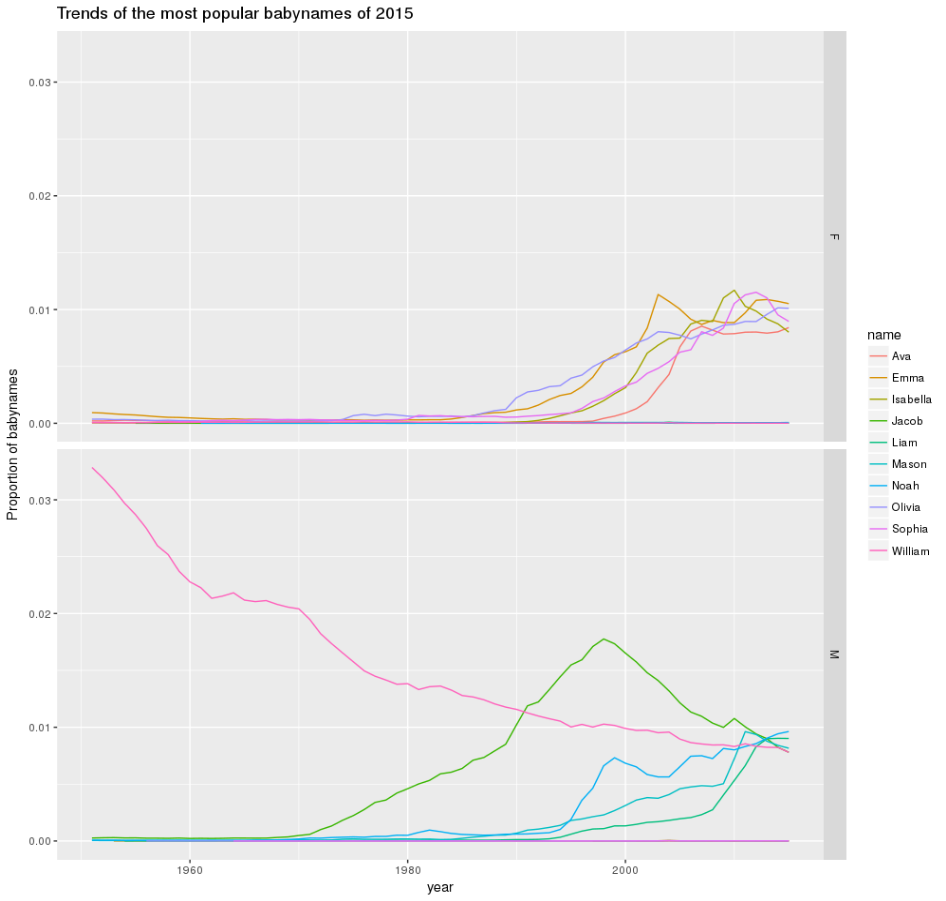 Trends of the most popular babynames of 2015
0.03
0.02
0.01
0.00
F
0.03
0.02
0.01
0.00
M
Proportion of babynames
1960
1980
2000
year
name
Ava
Emma
Isabella
Jacob
Liam
Mason
Noah
Olivia
Sophia
William